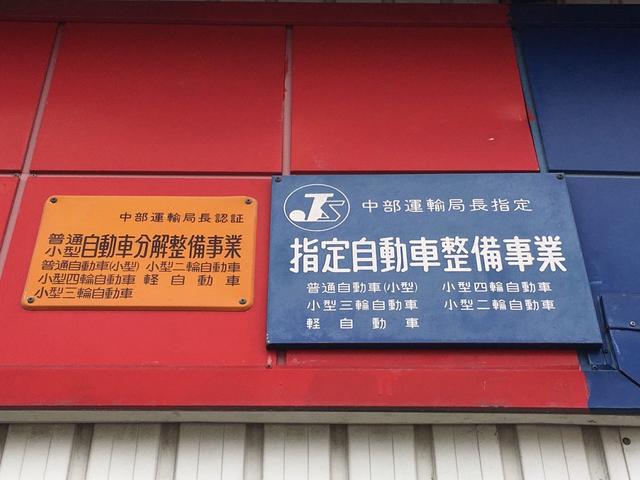 中部運輸局長認証
普通
小型自動車分解整備事業
普通自動車(小型) 小型二輪自動車
小型四輪自動車 軽自動車
小型三輪自動車
JS 中部運輸局長指定
指定自動車整備事業
普通自動車(小型) 小型四輪自動車
小型三輪自動車 小型二輪自動車
軽自動車